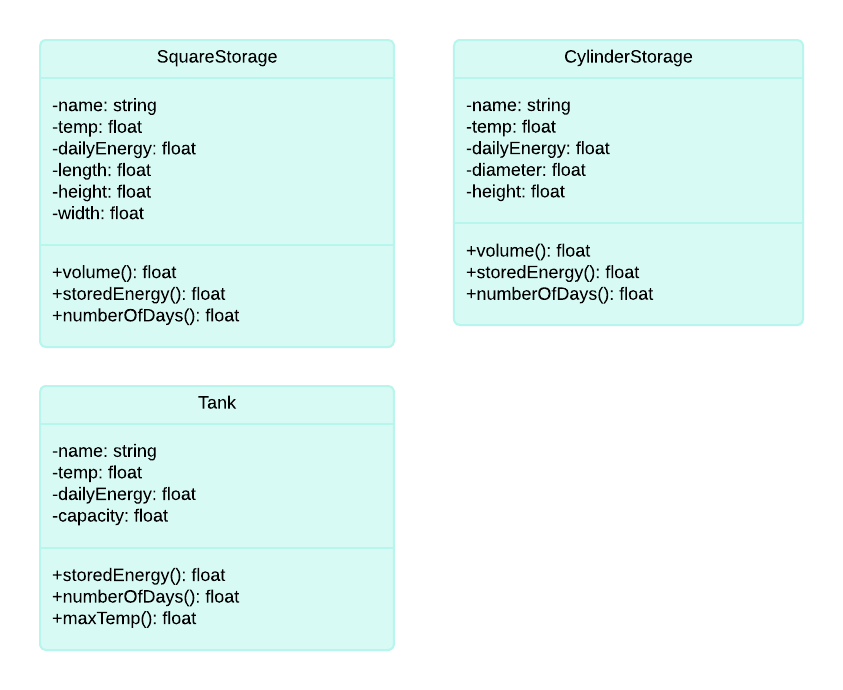 SquareStorage
-name: string
-temp: float
-dailyEnergy: float
-length: float
-height: float
-width: float
+volume(): float
+storedEnergy(): float
+numberOfDays(): float
CylinderStorage
-name: string
-temp: float
-dailyEnergy: float
-diameter: float
-height: float
+volume(): float
+storedEnergy(): float
+numberOfDays(): float
Tank
-name: string
-temp: float
-dailyEnergy: float
-capacity: float
+storedEnergy(): float
+numberOfDays(): float
+maxTemp(): float